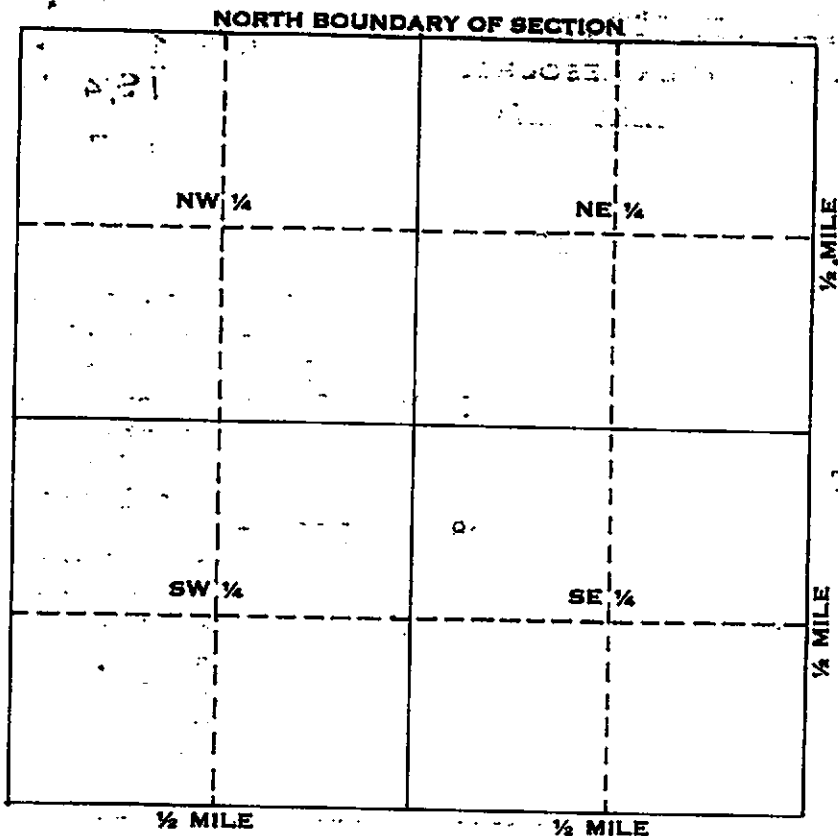 NORTH BOUNDARY OF SECTION
NW ¼
NE ¼
½ MILE
SW ¼
SE ¼
½ MILE
½ MILE
½ MILE